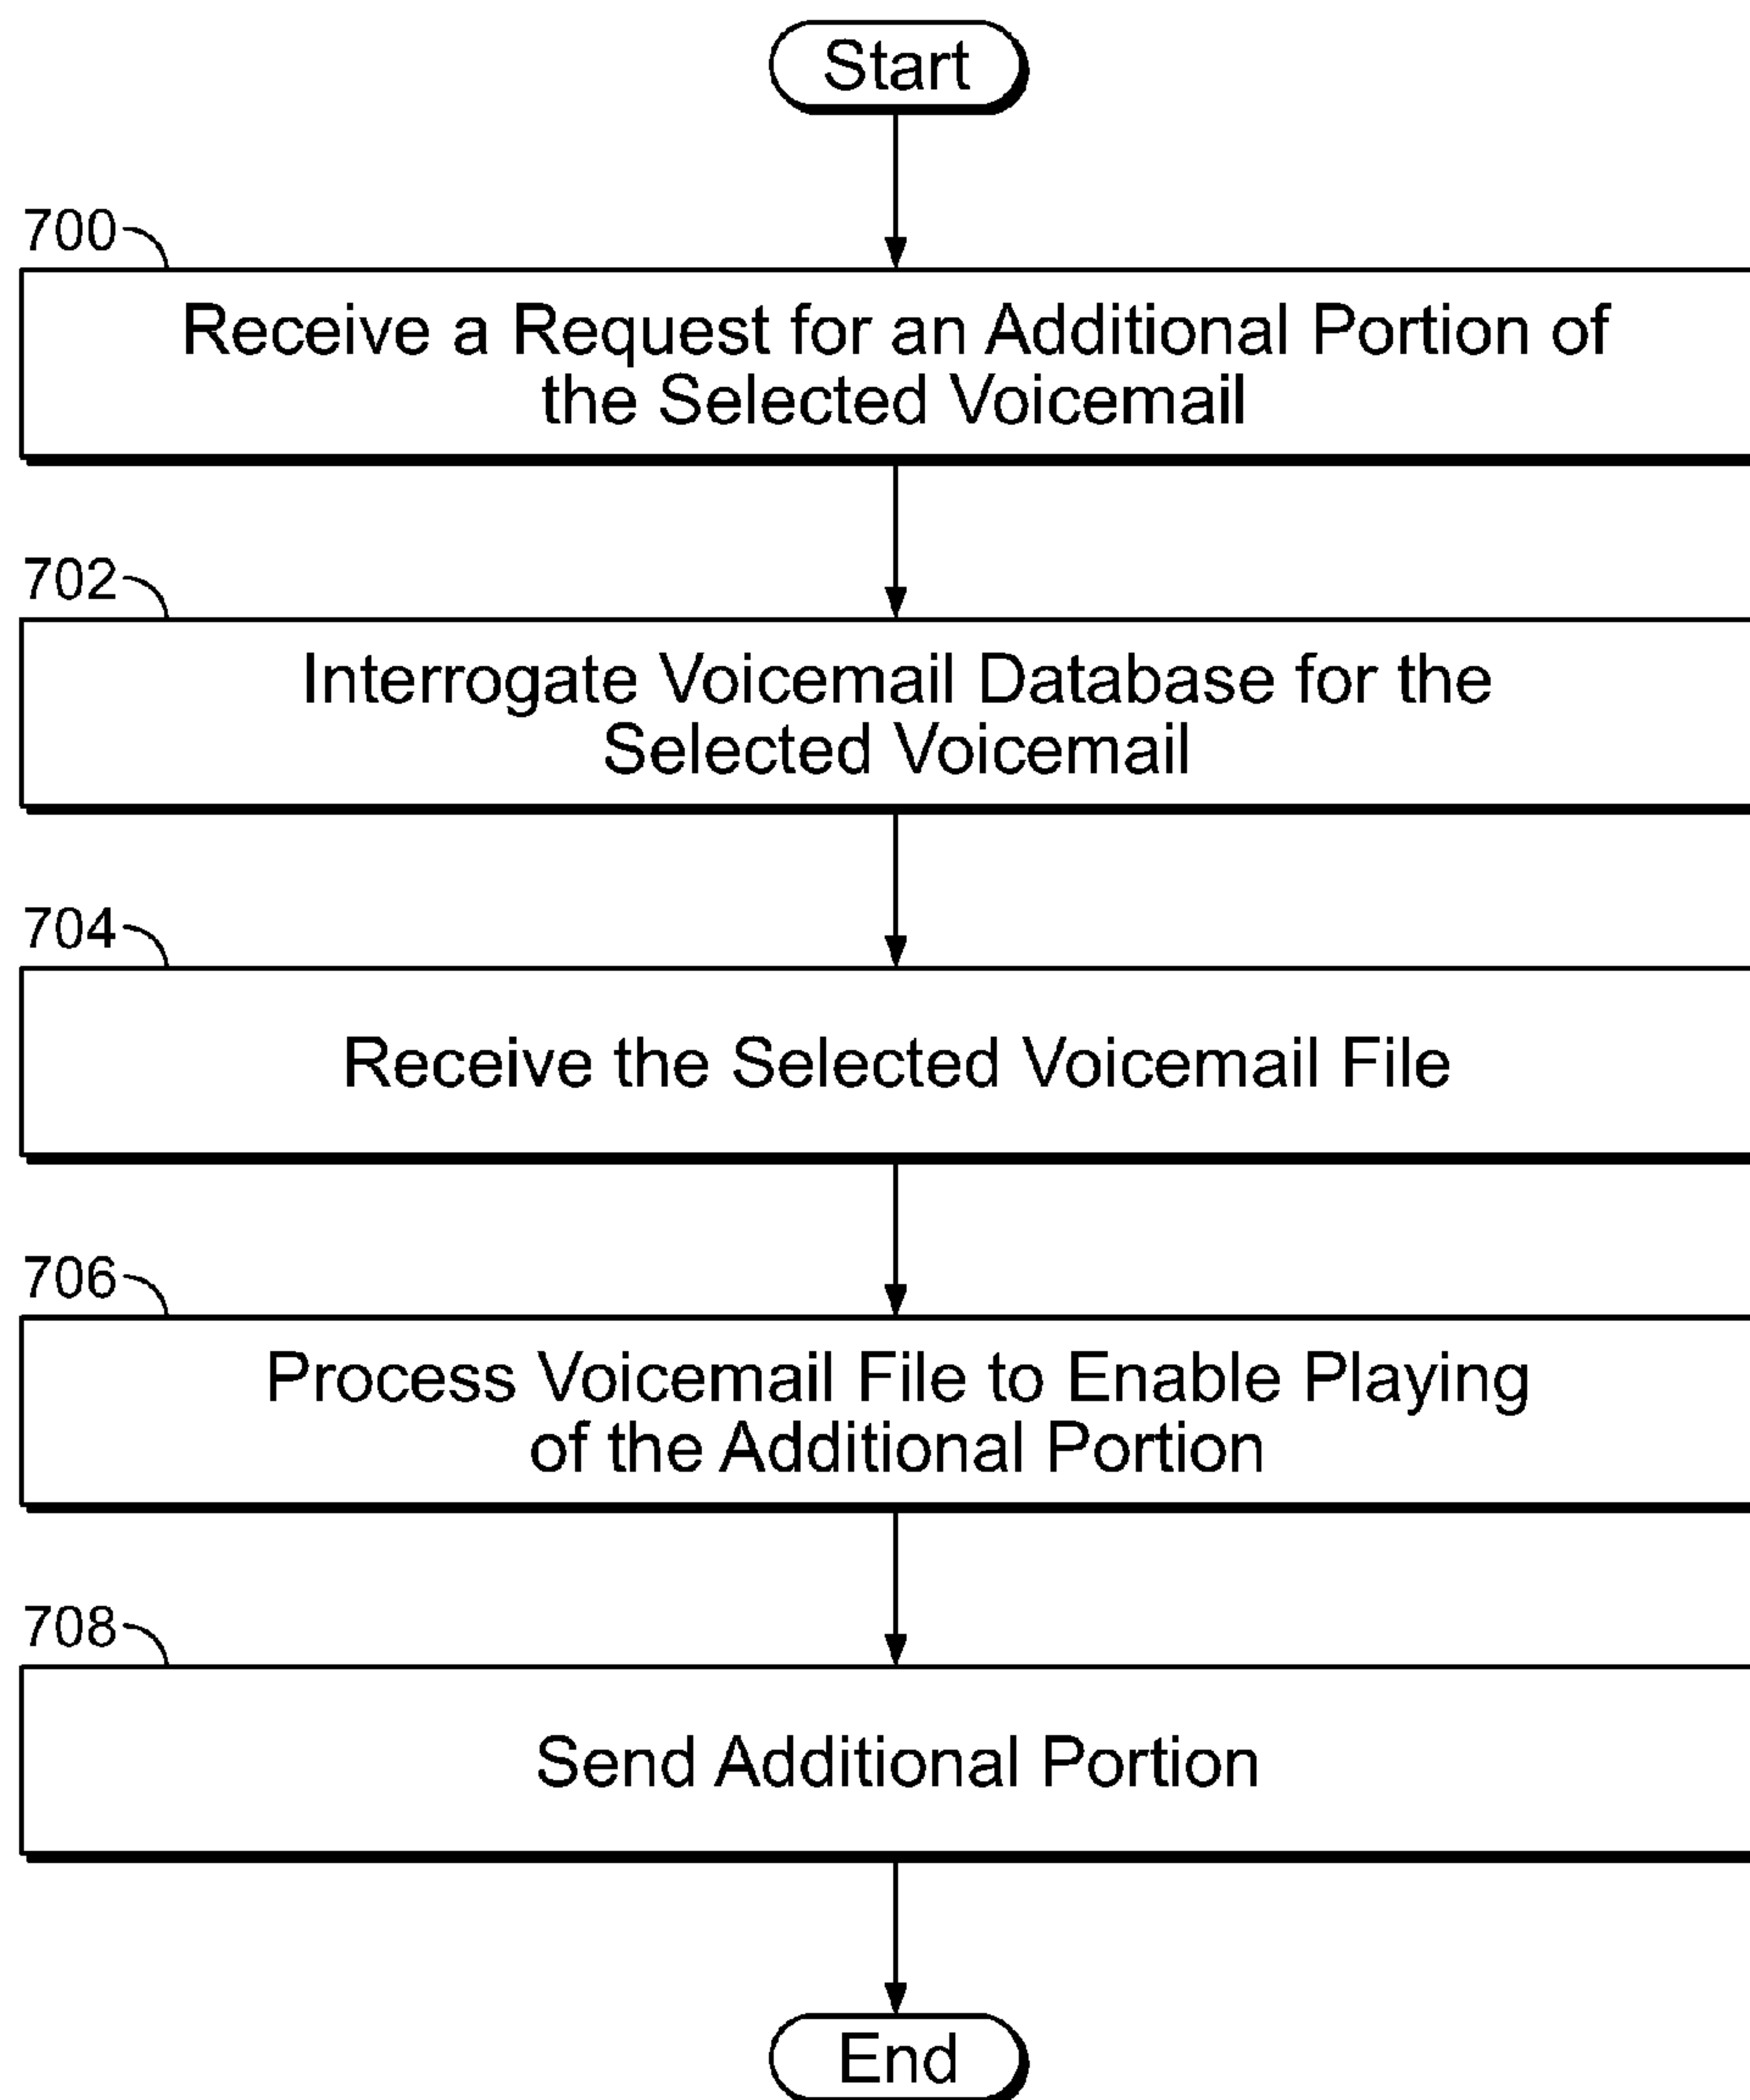 Start
700
Receive a Request for an Additional Portion of
the Selected Voicemail
702
Interrogate Voicemail Database for the
Selected Voicemail
704
Receive the Selected Voicemail File
706
Process Voicemail File to Enable Playing
of the Additional Portion
708
Send Additional Portion
End